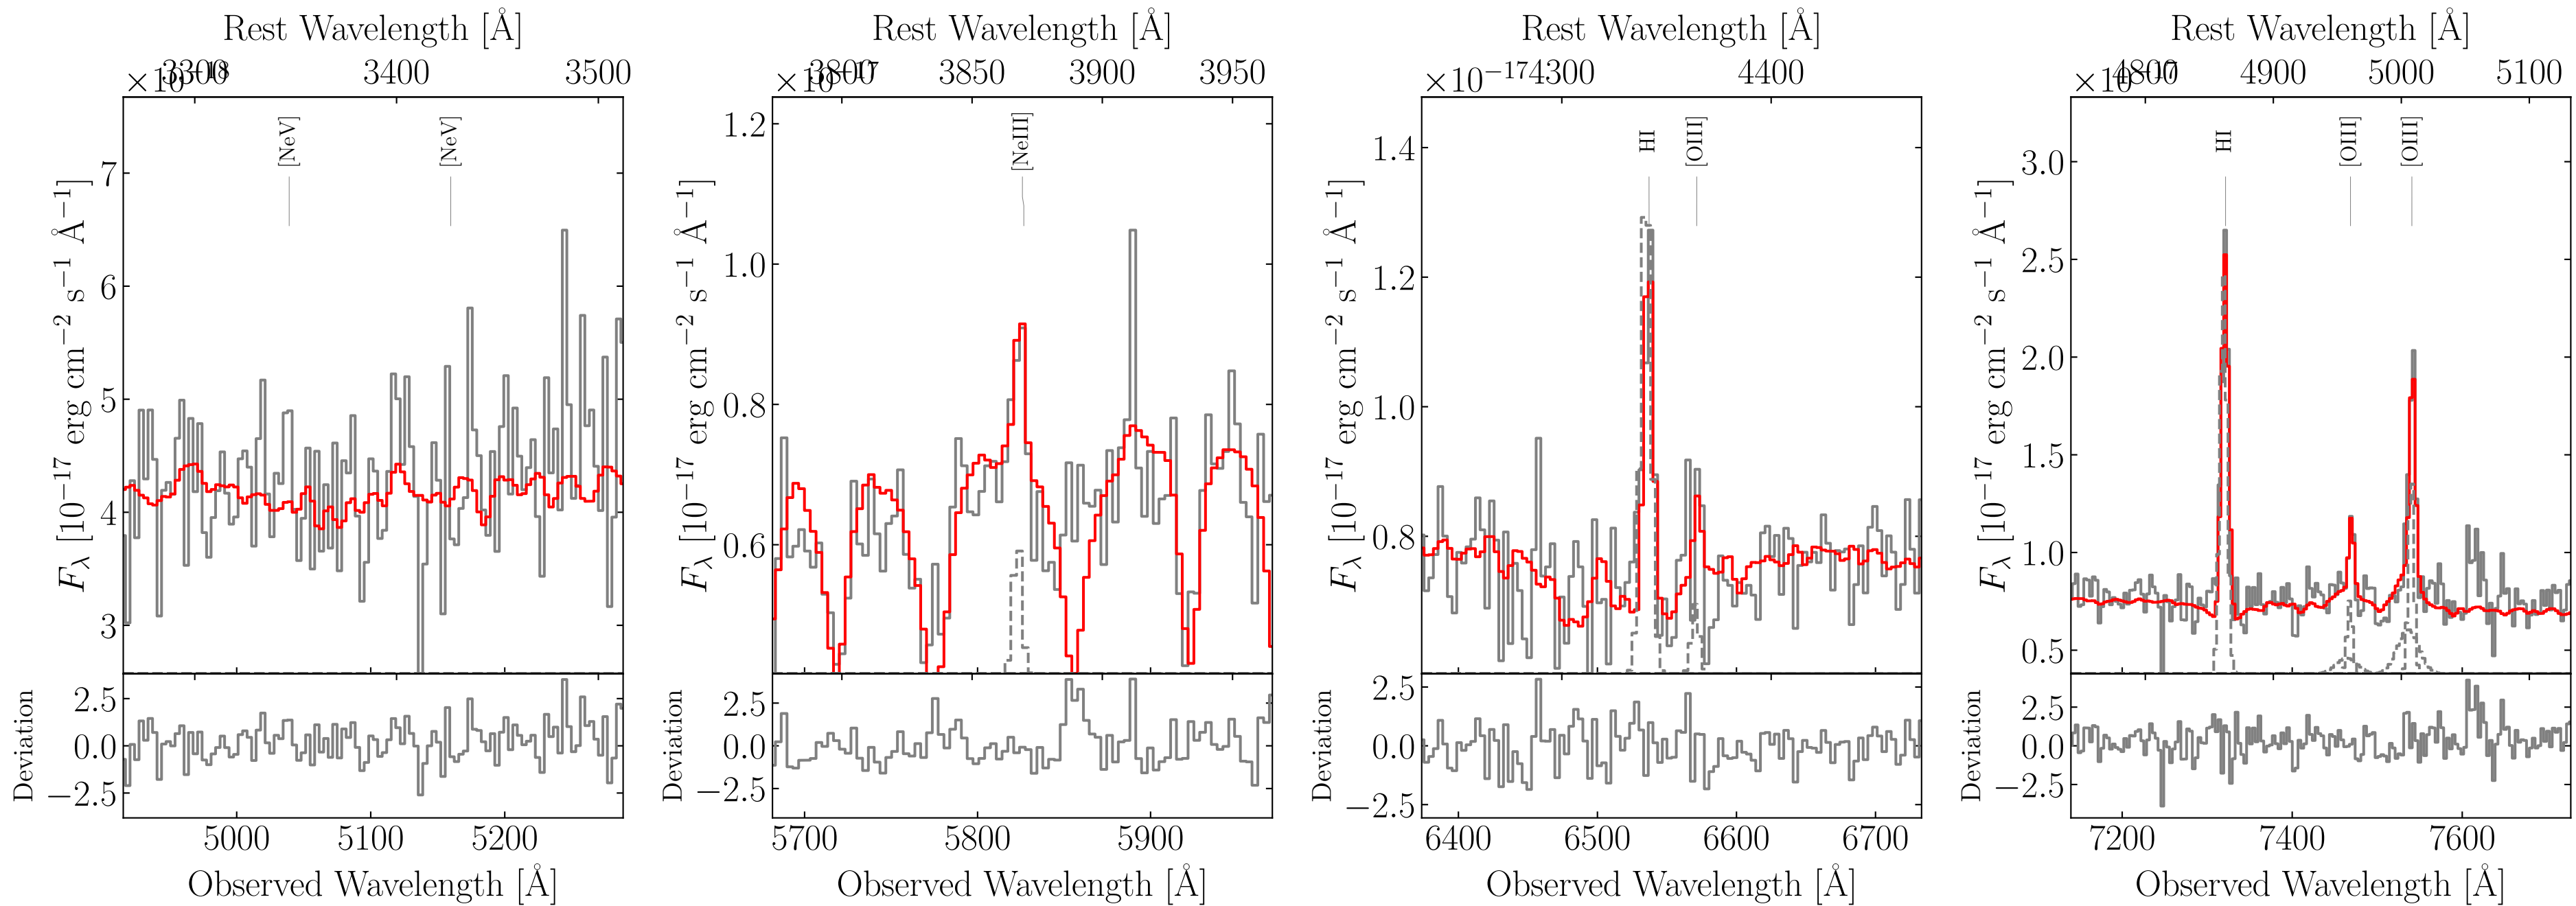 Rest Wavelength [Å]
Rest Wavelength [Å]
Rest Wavelength [Å]
Rest Wavelength [Å]
3400 3500
3850 3900 3950
×10⁻¹⁷ 4300 4400
4900 5000 5100
[NeV] [NeV]
[NeIII]
HI [OIII]
HI [OIII] [OIII]
7
6
5
4
3
F_λ [10⁻¹⁷ erg cm⁻² s⁻¹ Å⁻¹]
1.2
1.0
0.8
0.6
F_λ [10⁻¹⁷ erg cm⁻² s⁻¹ Å⁻¹]
1.4
1.2
1.0
0.8
F_λ [10⁻¹⁷ erg cm⁻² s⁻¹ Å⁻¹]
3.0
2.5
2.0
1.5
1.0
0.5
F_λ [10⁻¹⁷ erg cm⁻² s⁻¹ Å⁻¹]
2.5
0.0
−2.5
Deviation
2.5
0.0
−2.5
Deviation
2.5
0.0
−2.5
Deviation
2.5
0.0
−2.5
Deviation
5000 5100 5200
5700 5800 5900
6400 6500 6600 6700
7200 7400 7600
Observed Wavelength [Å]
Observed Wavelength [Å]
Observed Wavelength [Å]
Observed Wavelength [Å]